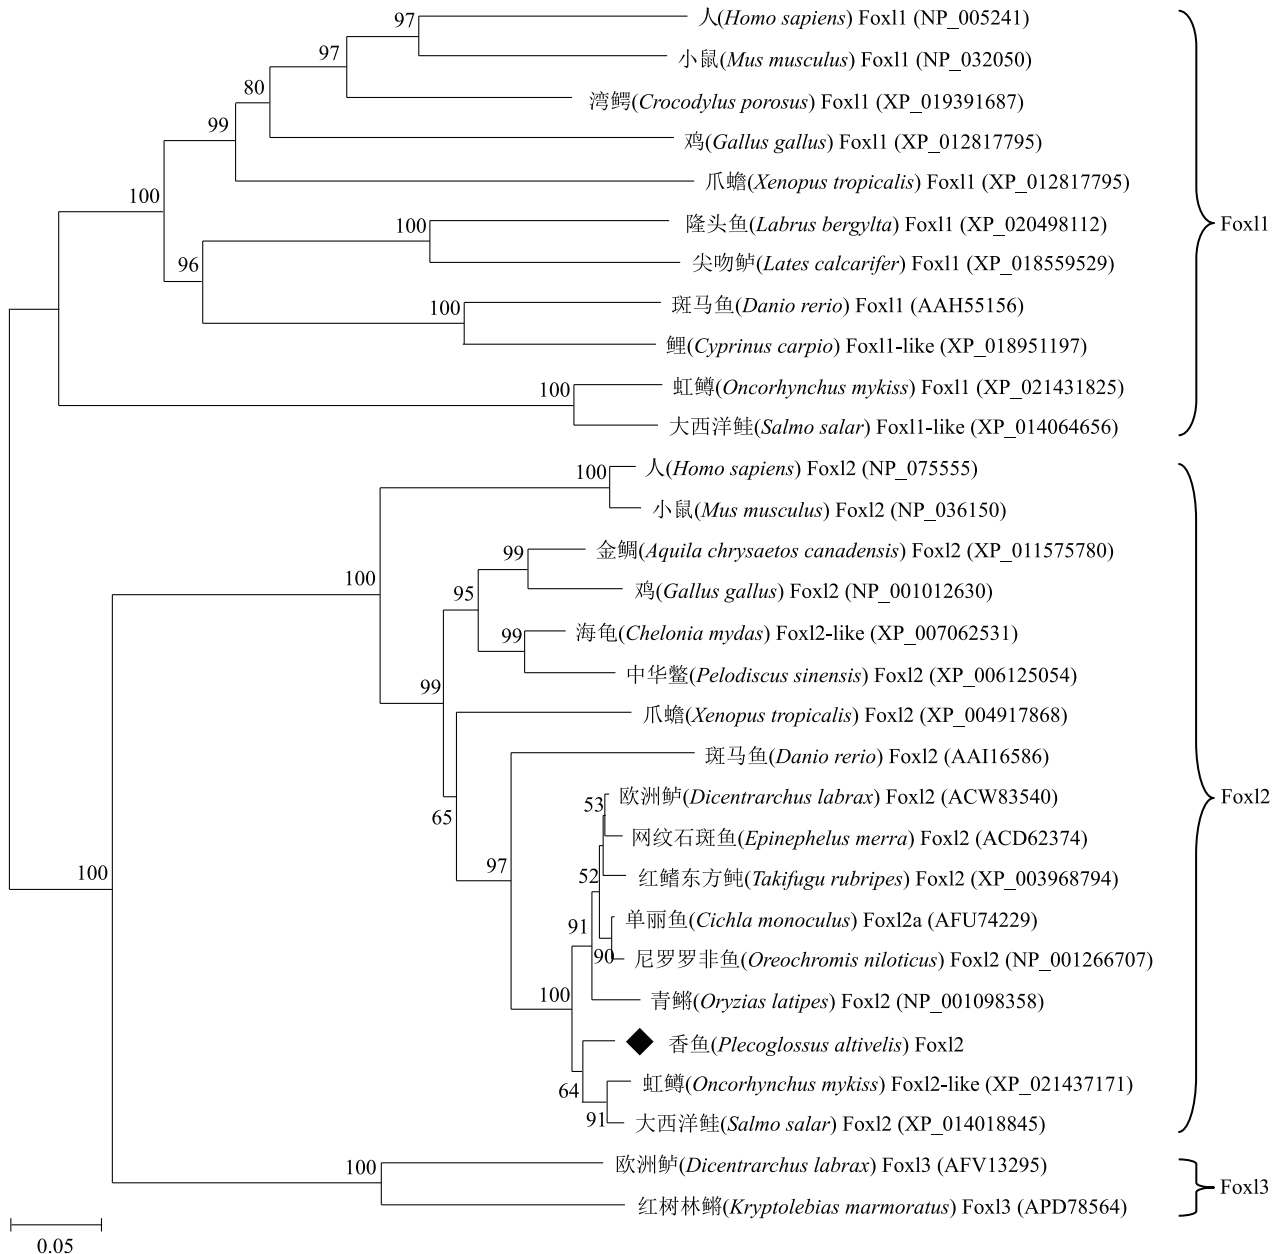 97
人(Homo sapiens) Foxl1 (NP_005241)
97
小鼠(Mus musculus) Foxl1 (NP_032050)
80
湾鳄(Crocodylus porosus) Foxl1 (XP_019391687)
99
鸡(Gallus gallus) Foxl1 (XP_012817795)
爪蟾(Xenopus tropicalis) Foxl1 (XP_012817795)
100
100
隆头鱼(Labrus bergylta) Foxl1 (XP_020498112)
Foxl1
96
尖吻鲈(Lates calcarifer) Foxl1 (XP_018559529)
100
斑马鱼(Danio rerio) Foxl1 (AAH55156)
鲤(Cyprinus carpio) Foxl1-like (XP_018951197)
100
虹鳟(Oncorhynchus mykiss) Foxl1 (XP_021431825)
大西洋鲑(Salmo salar) Foxl1-like (XP_014064656)
100
人(Homo sapiens) Foxl2 (NP_075555)
小鼠(Mus musculus) Foxl2 (NP_036150)
99
金鲷(Aquila chrysaetos canadensis) Foxl2 (XP_011575780)
100
95
鸡(Gallus gallus) Foxl2 (NP_001012630)
99
海龟(Chelonia mydas) Foxl2-like (XP_007062531)
99
中华鳖(Pelodiscus sinensis) Foxl2 (XP_006125054)
爪蟾(Xenopus tropicalis) Foxl2 (XP_004917868)
斑马鱼(Danio rerio) Foxl2 (AAI16586)
65
53
欧洲鲈(Dicentrarchus labrax) Foxl2 (ACW83540)
Foxl2
网纹石斑鱼(Epinephelus merra) Foxl2 (ACD62374)
100
97
52
红鳍东方鲀(Takifugu rubripes) Foxl2 (XP_003968794)
91
单丽鱼(Cichla monoculus) Foxl2a (AFU74229)
90
尼罗罗非鱼(Oreochromis niloticus) Foxl2 (NP_001266707)
100
青鳉(Oryzias latipes) Foxl2 (NP_001098358)
香鱼(Plecoglossus altivelis) Foxl2
64
虹鳟(Oncorhynchus mykiss) Foxl2-like (XP_021437171)
91
大西洋鲑(Salmo salar) Foxl2 (XP_014018845)
100
欧洲鲈(Dicentrarchus labrax) Foxl3 (AFV13295)
Foxl3
红树林鳉(Kryptolebias marmoratus) Foxl3 (APD78564)
0.05